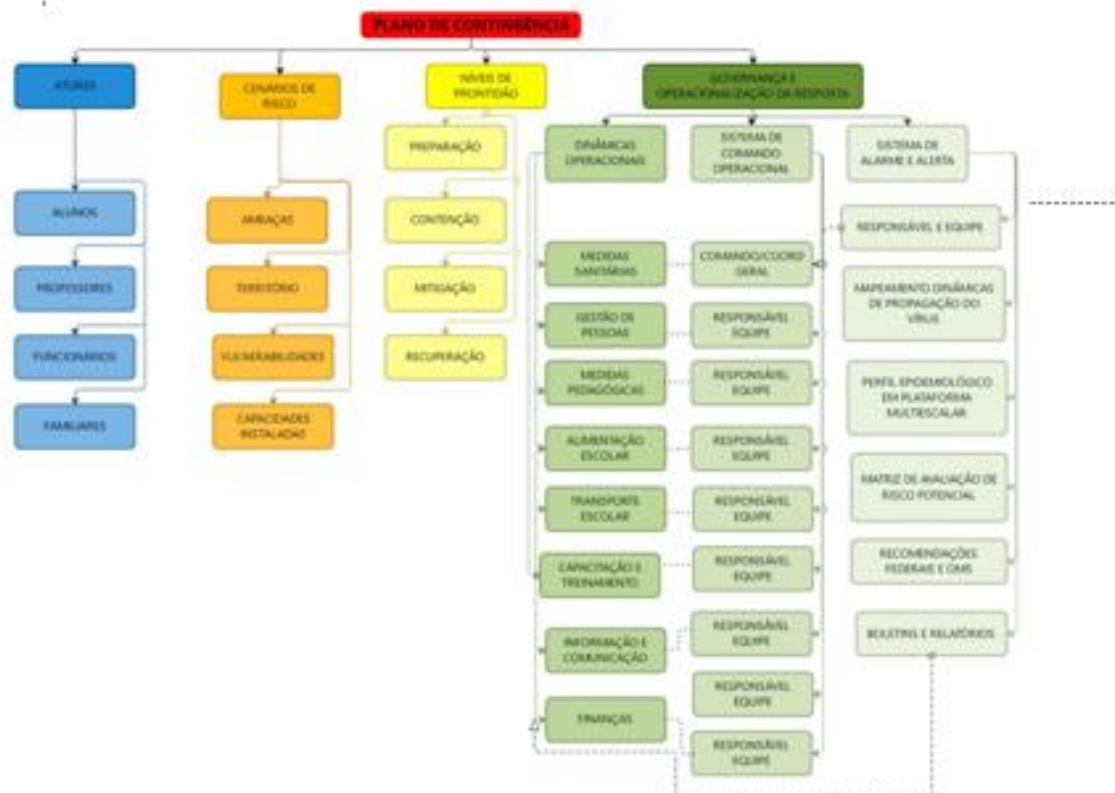 PLANO DE CONTINGÊNCIA
ATORES
CENÁRIOS DE
RISCO
NÍVEIS DE
PRONTIDÃO
GOVERNANÇA E
OPERACIONALIZAÇÃO DA RESPOSTA
ALUNOS
PROFESSORES
FUNCIONÁRIOS
FAMILIARES
AMBAÇAS
TERRITÓRIO
VULNERABILIDADES
CAPACIDADES
INSTALADAS
PREPARAÇÃO
CONTENÇÃO
MITIGAÇÃO
RECUPERAÇÃO
DINÂMICAS
OPERACIONAIS
MEDIDAS
SANITÁRIAS
GESTÃO DE
PESSOAS
MEDIDAS
PEDAGÓGICAS
ALIMENTAÇÃO
ESCOLAR
TRANSPORTE
ESCOLAR
CAPACITAÇÃO E
TREINAMENTO
INFORMAÇÃO E
COMUNICAÇÃO
FINANÇAS
SISTEMA DE
COMANDO
OPERACIONAL
COMANDO/COORD
GERAL
RESPONSÁVEL
EQUIPE
RESPONSÁVEL
EQUIPE
RESPONSÁVEL
EQUIPE
RESPONSÁVEL
EQUIPE
RESPONSÁVEL
EQUIPE
RESPONSÁVEL
EQUIPE
RESPONSÁVEL
EQUIPE
RESPONSÁVEL
EQUIPE
SISTEMA DE
ALARME E ALERTA
RESPONSÁVEL E EQUIPE
MAPEAMENTO DINÂMICAS
DE PROPAGAÇÃO DO
VÍRUS
PERFIL EPIDEMIOLÓGICO
EM PLATAFORMA
MULTIESCALAR
MATRIZ DE AVALIAÇÃO DE
RISCO POTENCIAL
RECOMENDAÇÕES
FEDERAIS E OMS
BOLETINS E RELATÓRIOS